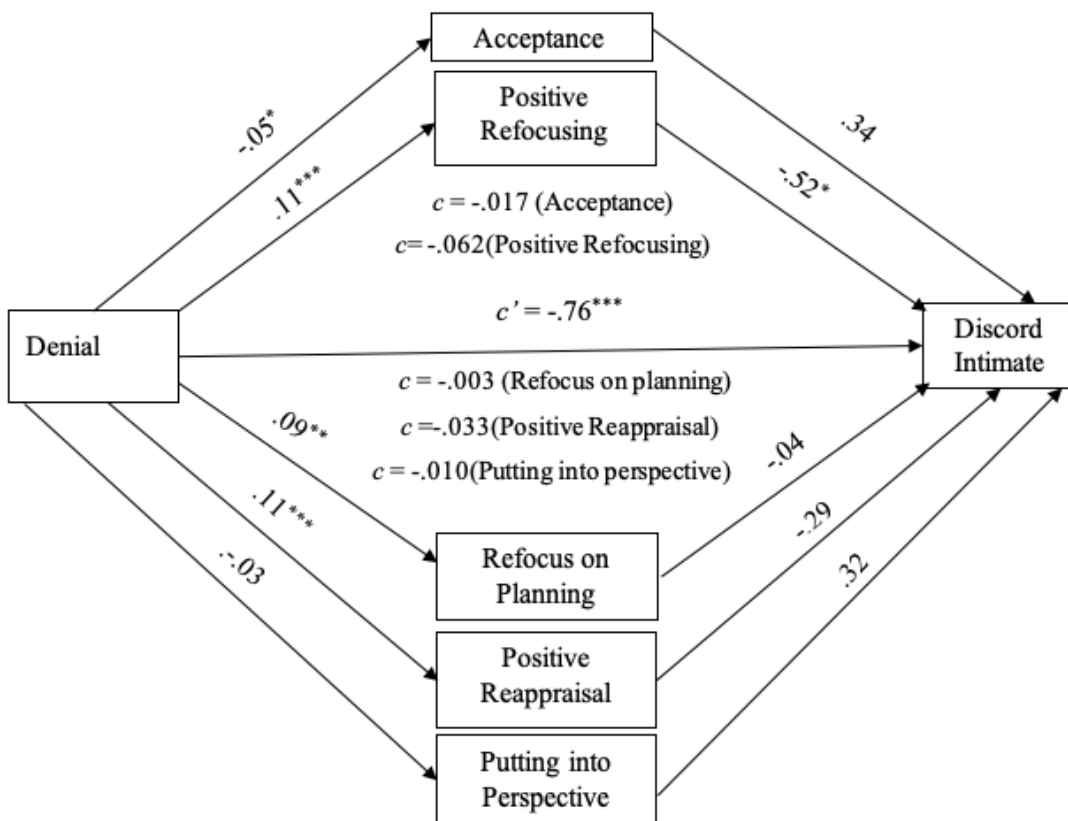 Acceptance
Positive
Refocusing
-.05*
.11***
.34
-.52*
c = -.017 (Acceptance)
c= -.062(Positive Refocusing)
c' = -.76***
Denial
Discord
Intimate
c = -.003 (Refocus on planning)
c =-.033(Positive Reappraisal)
c = -.010(Putting into perspective)
.09**
.11***
.-.03
-.04
-.29
.32
Refocus on
Planning
Positive
Reappraisal
Putting into
Perspective